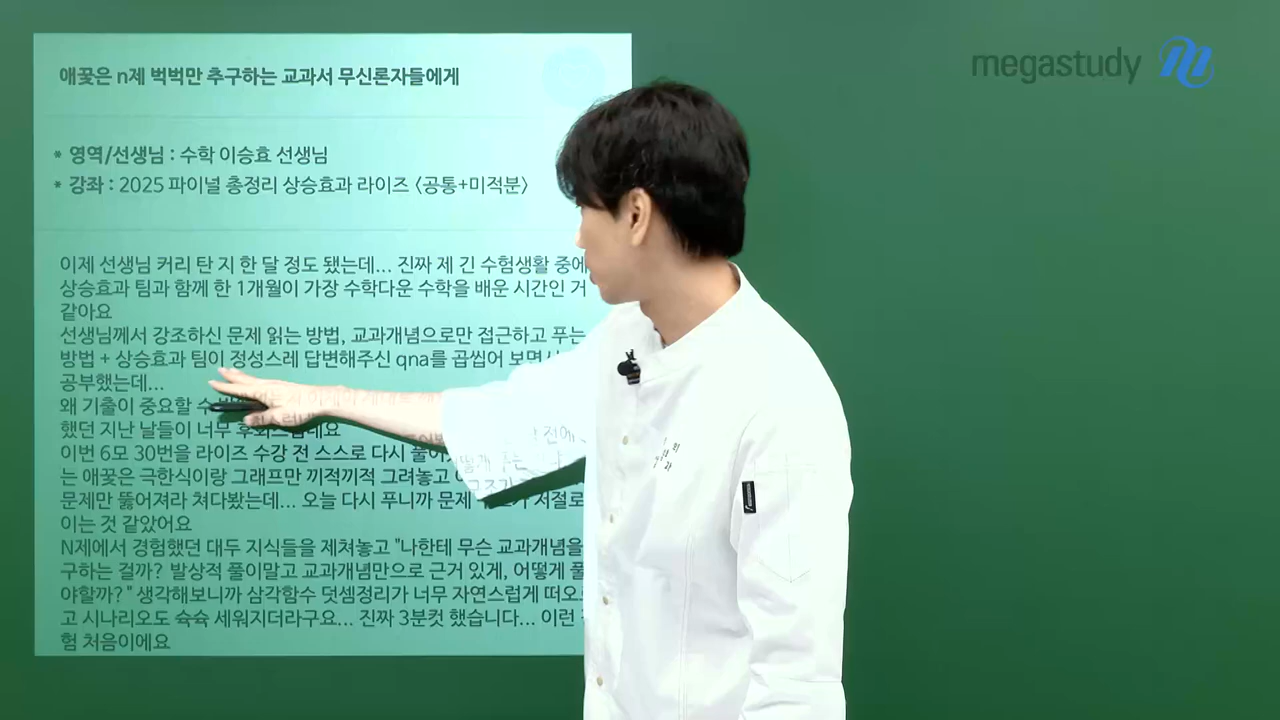 megastudy
애꿎은 n제 벅벅만 추구하는 교과서 무신론자들에게
* 영역/선생님 : 수학 이승효 선생님
* 강좌 : 2025 파이널 총정리 상승효과 라이즈 <공통+미적분>
이제 선생님 커리 탄 지 한 달 정도 됐는데... 진짜 제 긴 수험생활 중에
상승효과 팀과 함께 한 1개월이 가장 수학다운 수학을 배운 시간인 거
같아요
선생님께서 강조하신 문제 읽는 방법, 교과개념으로만 접근하고 푸는
방법 + 상승효과 팀이 정성스레 답변해주신 qna를 곱씹어 보면서
공부했는데...
왜 기출이 중요할 수
했던 지난 날들이 너무 후회스럽네요
이번 6모 30번을 라이즈 수강 전 스스로 다시 풀어
는 애꿎은 극한식이랑 그래프만 끼적끼적 그려놓고
문제만 뚫어져라 쳐다봤는데... 오늘 다시 푸니까 문제 구조가 저절로
이는 것 같았어요
N제에서 경험했던 대두 지식들을 제쳐놓고 "나한테 무슨 교과개념을
구하는 걸까? 발상적 풀이말고 교과개념만으로 근거 있게, 어떻게 풀
야할까?" 생각해보니까 삼각함수 덧셈정리가 너무 자연스럽게 떠오르
고 시나리오도 슉슉 세워지더라구요... 진짜 3분컷 했습니다... 이런
험 처음이에요